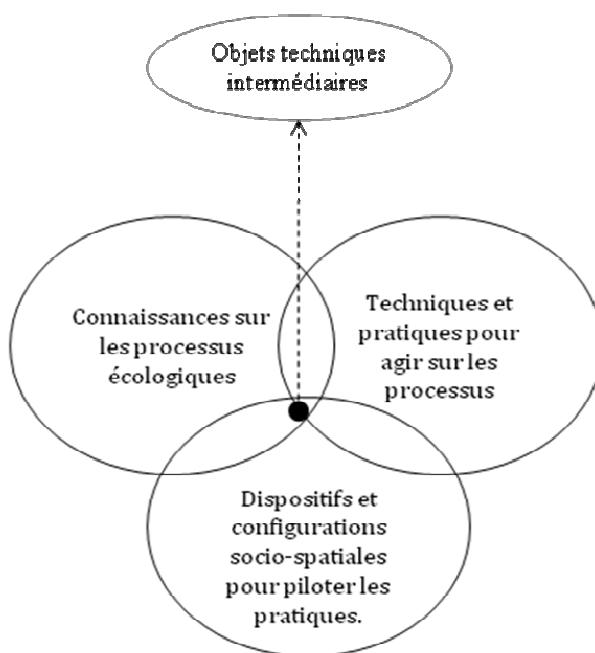 Objets techniques
intermédiaires
Connaissances sur
les processus
écologiques
Techniques et
pratiques pour
agir sur les
processus
Dispositifs et
configurations
socio-spatiales
pour piloter les
pratiques.